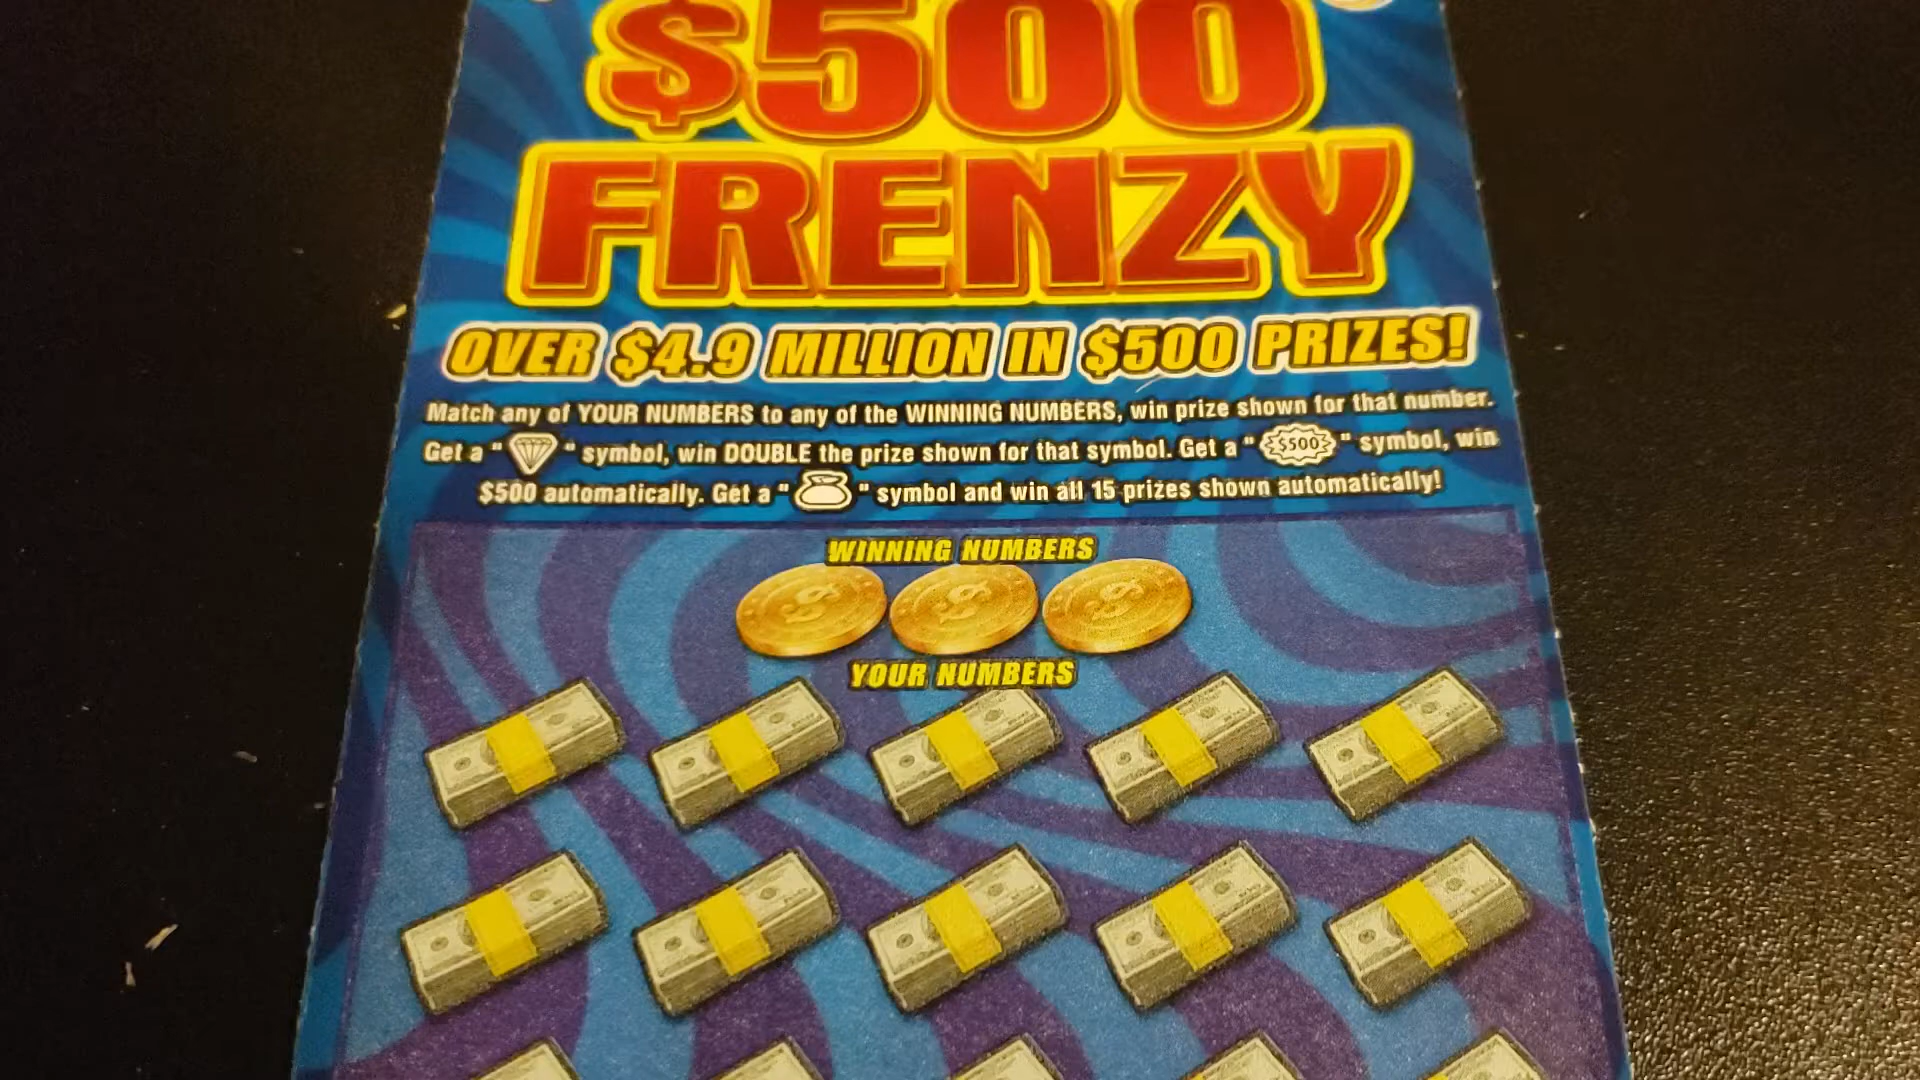 $500
FRENZY
OVER $4.9 MILLION IN $500 PRIZES!
Match any of YOUR NUMBERS to any of the WINNING NUMBERS, win prize shown for that number.
Get a " " symbol, win DOUBLE the prize shown for that symbol. Get a " $500 " symbol, win
$500 automatically. Get a " " symbol and win all 15 prizes shown automatically!
WINNING NUMBERS
$ $ $
YOUR NUMBERS